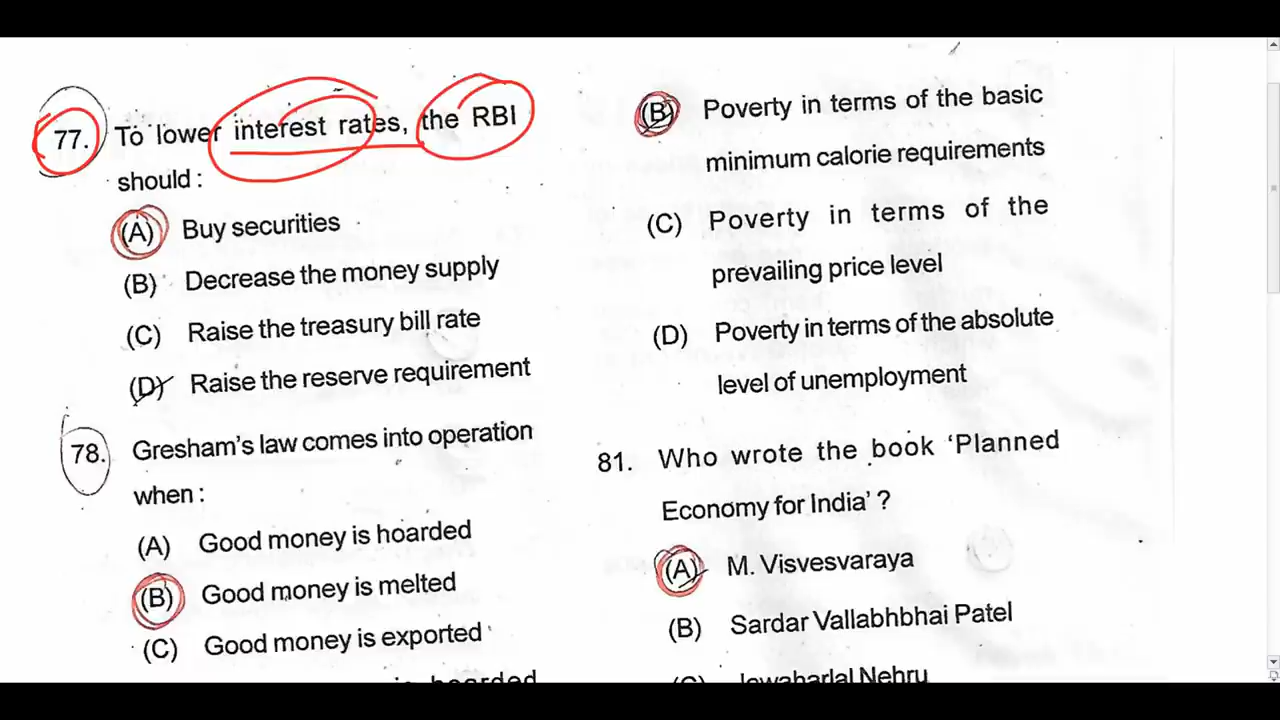 77. To lower interest rates, the RBI
should :
(A) Buy securities
(B) Decrease the money supply
(C) Raise the treasury bill rate
(D) Raise the reserve requirement
78. Gresham's law comes into operation
when :
(A) Good money is hoarded
(B) Good money is melted
(C) Good money is exported
hoarded
(B) Poverty in terms of the basic
minimum calorie requirements
(C) Poverty in terms of the
prevailing price level
(D) Poverty in terms of the absolute
level of unemployment
81. Who wrote the book 'Planned
Economy for India' ?
(A) M. Visvesvaraya
(B) Sardar Vallabhbhai Patel
(C) Jawaharlal Nehru